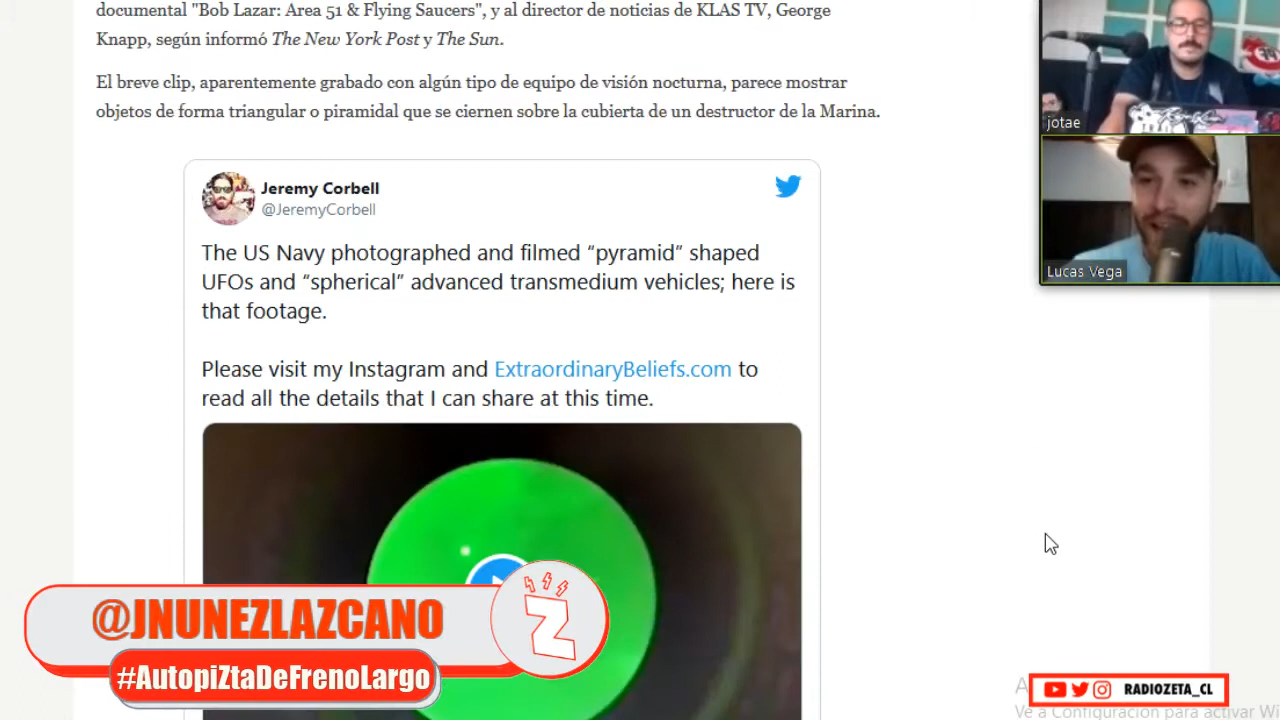 documental "Bob Lazar: Area 51 & Flying Saucers", y al director de noticias de KLAS TV, George
Knapp, según informó The New York Post y The Sun.
El breve clip, aparentemente grabado con algún tipo de equipo de visión nocturna, parece mostrar
objetos de forma triangular o piramidal que se ciernen sobre la cubierta de un destructor de la Marina.
jotae
Lucas Vega
Jeremy Corbell
@JeremyCorbell
The US Navy photographed and filmed “pyramid” shaped
UFOs and “spherical” advanced transmedium vehicles; here is
that footage.
Please visit my Instagram and ExtraordinaryBeliefs.com to
read all the details that I can share at this time.
@JNUNEZLAZCANO
Z
#AutopiZtaDeFrenoLargo
RADIOZETA_CL
Ve a Configuración para activar Wi